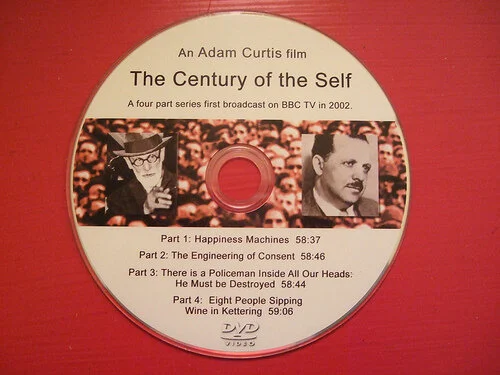 An Adam Curtis film
The Century of the Self
A four part series first broadcast on BBC TV in 2002.
Part 1: Happiness Machines 58:37
Part 2: The Engineering of Consent 58:46
Part 3: There is a Policeman Inside All Our Heads:
He Must be Destroyed 58:44
Part 4: Eight People Sipping
Wine in Kettering 59:06
DVD
VIDEO